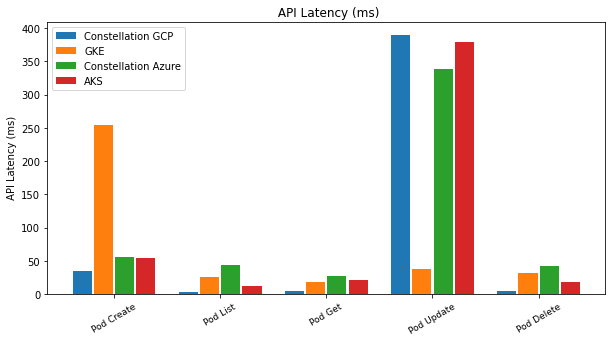 API Latency (ms)
Constellation GCP
GKE
Constellation Azure
AKS
API Latency (ms)
400
350
300
250
200
150
100
50
0
Pod Create
Pod List
Pod Get
Pod Update
Pod Delete